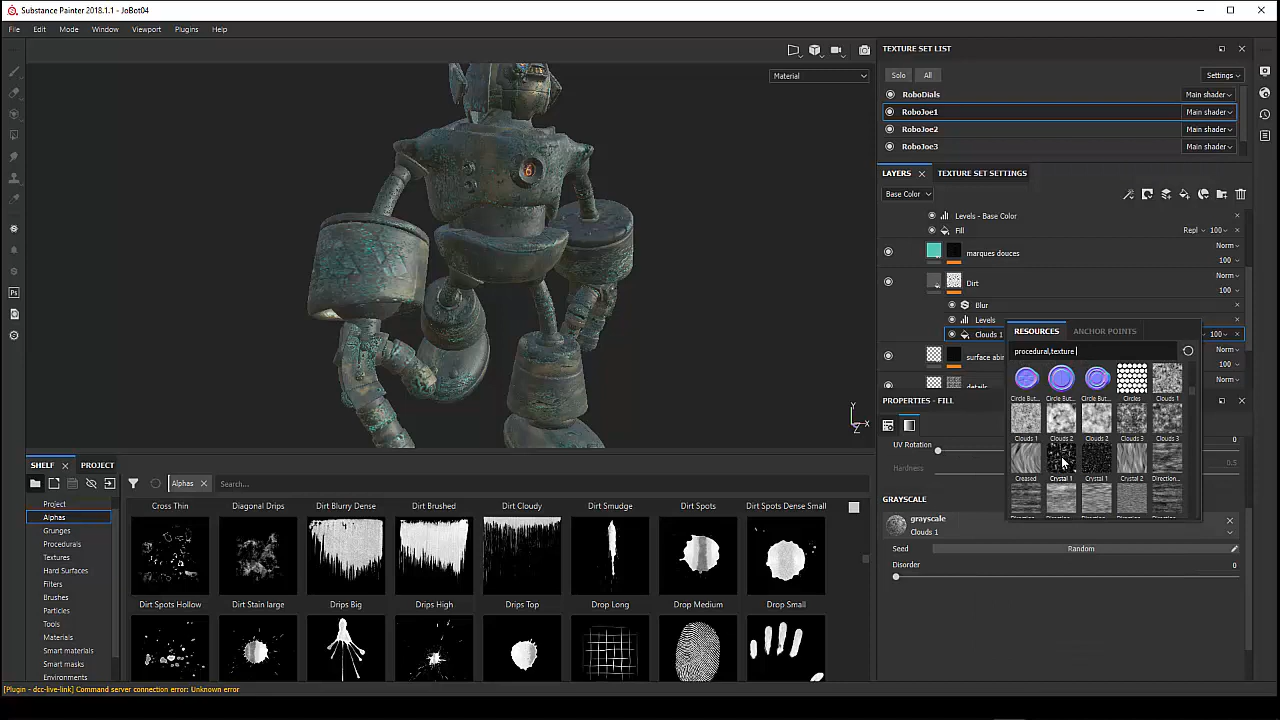 Substance Painter 2018.1.1 - JoBot04
File Edit Mode Window Viewport Plugins Help
Material
TEXTURE SET LIST
Solo All Settings
RoboDials Main shader
RoboJoe1 Main shader
RoboJoe2 Main shader
RoboJoe3 Main shader
LAYERS TEXTURE SET SETTINGS
Base Color
Levels - Base Color
Fill Repl 100
marques douces Norm 100
Dirt Norm 100
Blur
Levels
Clouds 1 100
surface abi Norm 100
details Norm
RESOURCES ANCHOR POINTS
procedural,texture
Circle But... Circle But... Circle But... Circles Clouds 1
Clouds 1 Clouds 2 Clouds 2 Clouds 3 Clouds 3
Creased Crystal 1 Crystal 1 Crystal 2 Direction...
PROPERTIES - FILL
UV Rotation 0
Hardness 0.5
GRAYSCALE
grayscale
Clouds 1
Seed Random
Disorder 0
Y
X
6
SHELF PROJECT
Alphas Search...
Project
Alphas
Grunges
Procedurals
Textures
Hard Surfaces
Filters
Brushes
Particles
Tools
Materials
Smart materials
Smart masks
Environments
Cross Thin Diagonal Drips Dirt Blurry Dense Dirt Brushed Dirt Cloudy Dirt Smudge Dirt Spots Dirt Spots Dense Small
Dirt Spots Hollow Dirt Stain large Drips Big Drips High Drips Top Drop Long Drop Medium Drop Small
[Plugin - dcc-live-link] Command server connection error: Unknown error